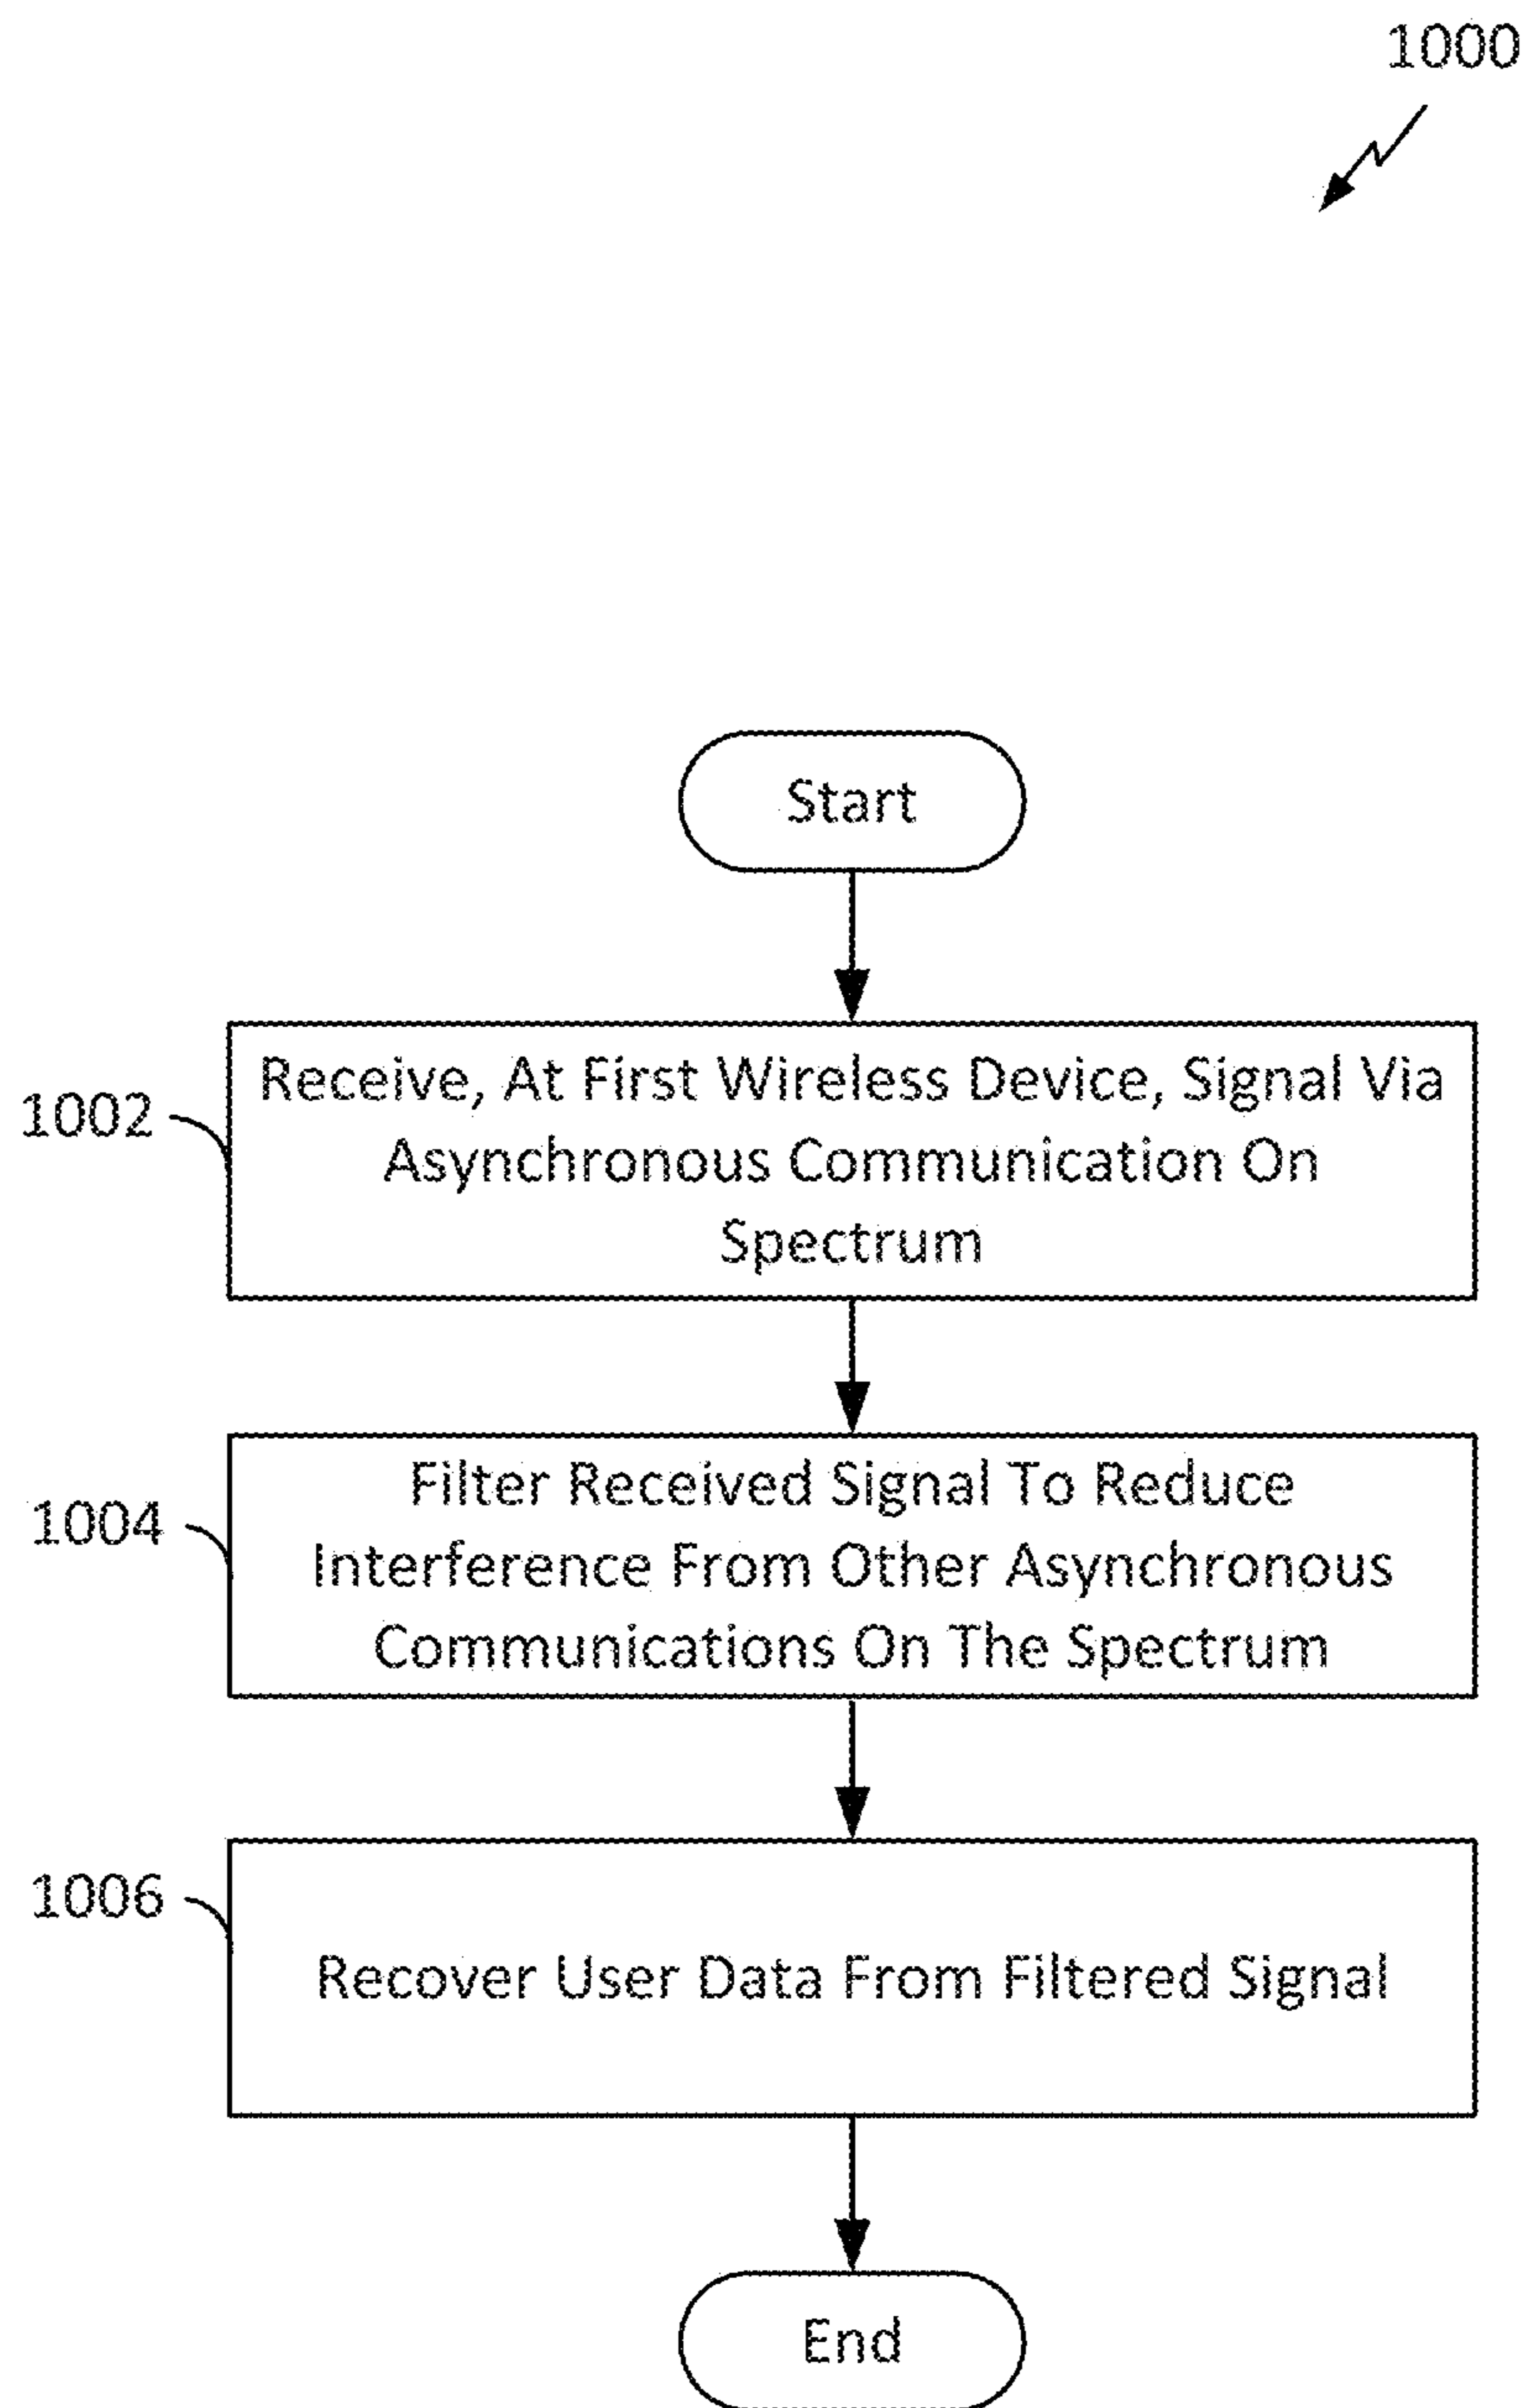 1000
Start
1002
Receive, At First Wireless Device, Signal Via
Asynchronous Communication On
Spectrum
1004
Filter Received Signal To Reduce
Interference From Other Asynchronous
Communications On The Spectrum
1006
Recover User Data From Filtered Signal
End